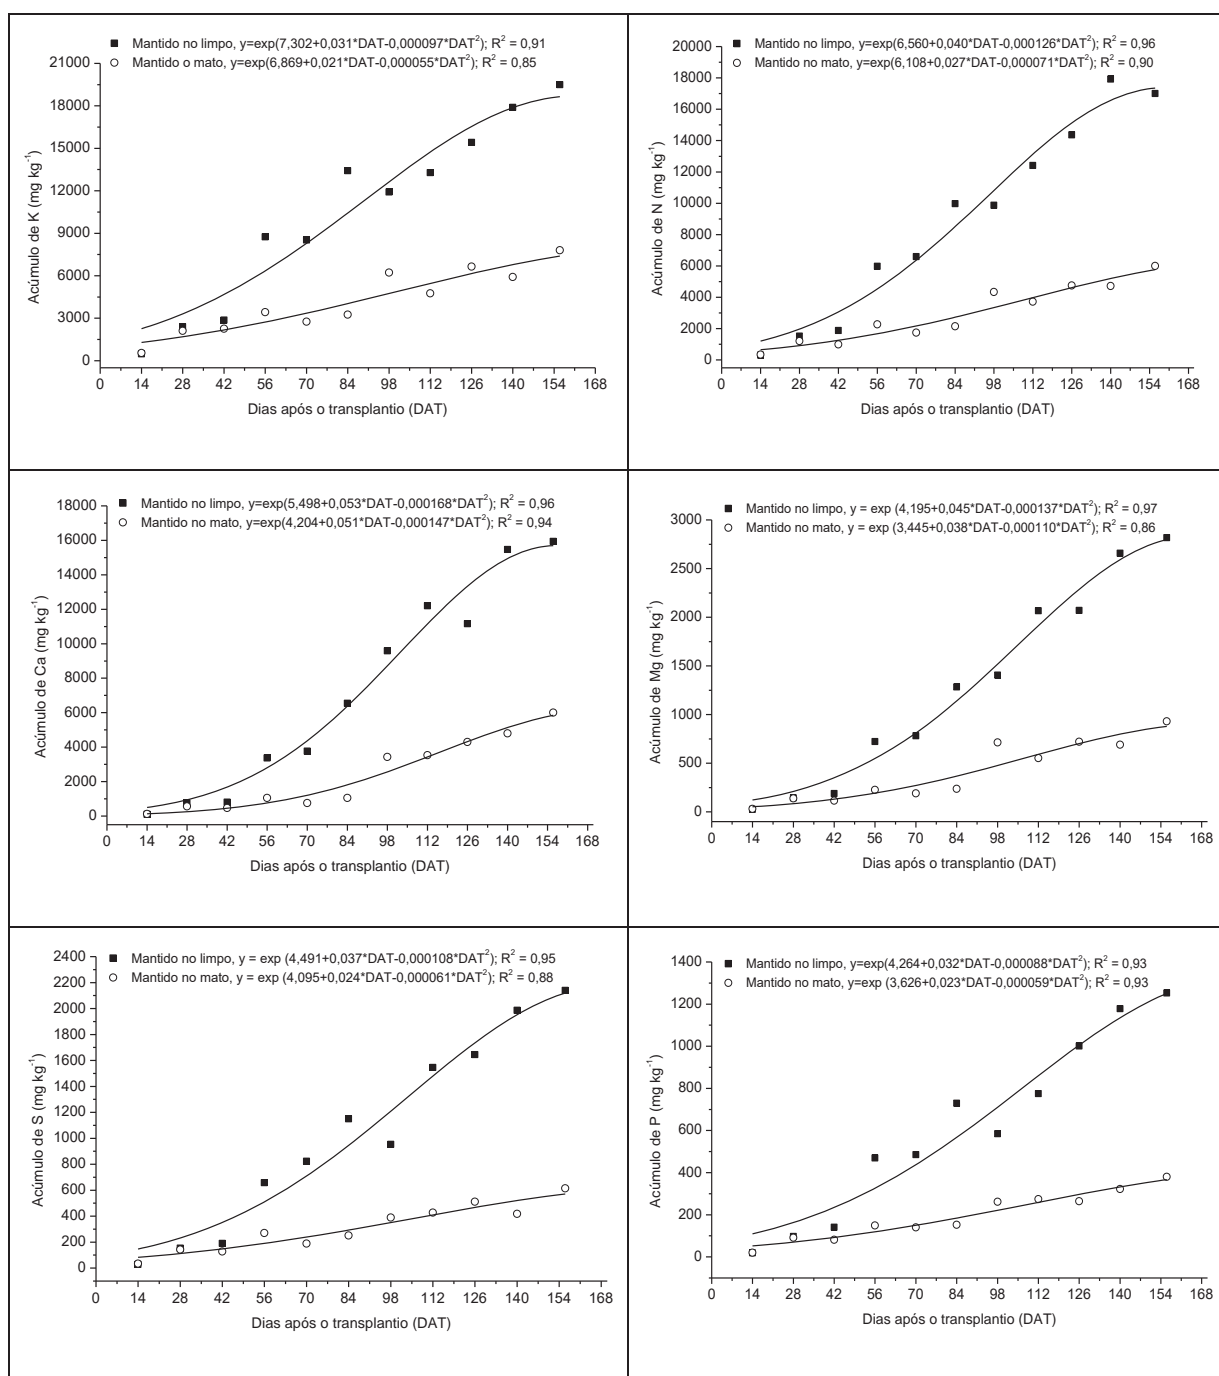 Mantido no limpo, y=exp(7,302+0,031*DAT-0,000097*DAT²); R² = 0,91
Mantido o mato, y=exp(6,869+0,021*DAT-0,000055*DAT²); R² = 0,85
21000
18000
15000
12000
9000
6000
3000
0
Acúmulo de K (mg kg⁻¹)
0 14 28 42 56 70 84 98 112 126 140 154 168
Dias após o transplantio (DAT)
Mantido no limpo, y=exp(6,560+0,040*DAT-0,000126*DAT²); R² = 0,96
Mantido no mato, y=exp(6,108+0,027*DAT-0,000071*DAT²); R² = 0,90
20000
18000
16000
14000
12000
10000
8000
6000
4000
2000
0
Acúmulo de N (mg kg⁻¹)
0 14 28 42 56 70 84 98 112 126 140 154 168
Dias após o transplantio (DAT)
Mantido no limpo, y=exp(5,498+0,053*DAT-0,000168*DAT²); R² = 0,96
Mantido no mato, y=exp(4,204+0,051*DAT-0,000147*DAT²); R² = 0,94
18000
16000
14000
12000
10000
8000
6000
4000
2000
0
Acúmulo de Ca (mg kg⁻¹)
0 14 28 42 56 70 84 98 112 126 140 154 168
Dias após o transplantio (DAT)
Mantido no limpo, y = exp (4,195+0,045*DAT-0,000137*DAT²); R² = 0,97
Mantido no mato, y = exp (3,445+0,038*DAT-0,000110*DAT²); R² = 0,86
3000
2500
2000
1500
1000
500
0
Acúmulo de Mg (mg kg⁻¹)
0 14 28 42 56 70 84 98 112 126 140 154 168
Dias após o transplantio (DAT)
Mantido no limpo, y = exp (4,491+0,037*DAT-0,000108*DAT²); R² = 0,95
Mantido no mato, y = exp (4,095+0,024*DAT-0,000061*DAT²); R² = 0,88
2400
2200
2000
1800
1600
1400
1200
1000
800
600
400
200
0
Acúmulo de S (mg kg⁻¹)
0 14 28 42 56 70 84 98 112 126 140 154 168
Dias após o transplantio (DAT)
Mantido no limpo, y=exp(4,264+0,032*DAT-0,000088*DAT²); R² = 0,93
Mantido no mato, y=exp (3,626+0,023*DAT-0,000059*DAT²); R² = 0,93
1400
1200
1000
800
600
400
200
0
Acúmulo de P (mg kg⁻¹)
0 14 28 42 56 70 84 98 112 126 140 154 168
Dias após o transplantio (DAT)